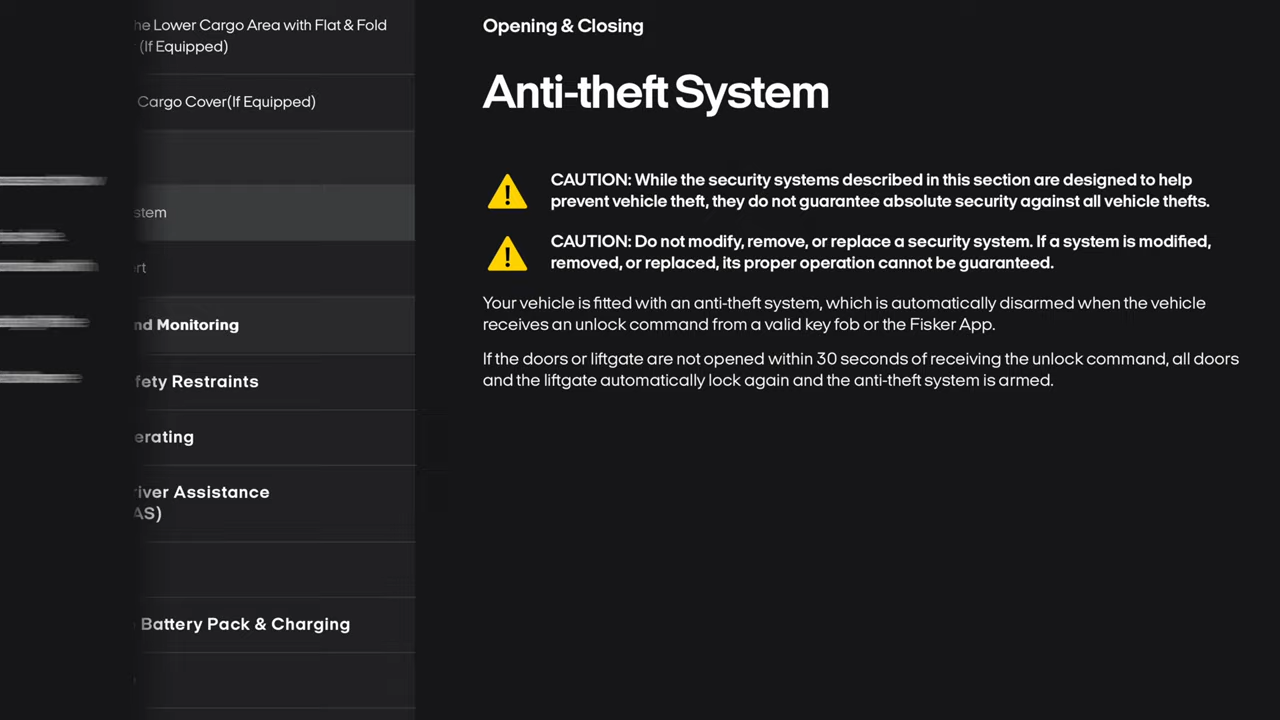 he Lower Cargo Area with Flat & Fold
(If Equipped)
Cargo Cover(If Equipped)
stem
ert
nd Monitoring
fety Restraints
erating
river Assistance
AS)
Battery Pack & Charging
Opening & Closing
Anti-theft System
CAUTION: While the security systems described in this section are designed to help
prevent vehicle theft, they do not guarantee absolute security against all vehicle thefts.
CAUTION: Do not modify, remove, or replace a security system. If a system is modified,
removed, or replaced, its proper operation cannot be guaranteed.
Your vehicle is fitted with an anti-theft system, which is automatically disarmed when the vehicle
receives an unlock command from a valid key fob or the Fisker App.
If the doors or liftgate are not opened within 30 seconds of receiving the unlock command, all doors
and the liftgate automatically lock again and the anti-theft system is armed.